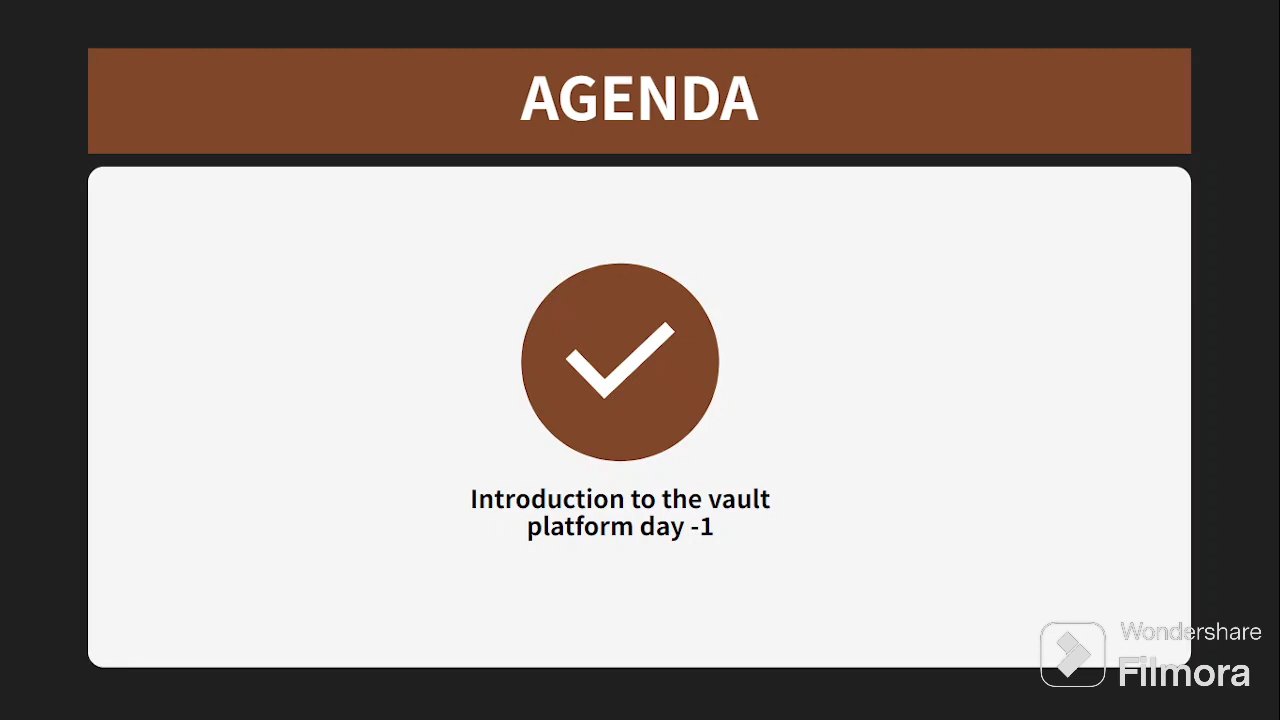 AGENDA
Introduction to the vault
platform day -1
Wondershare
Filmora